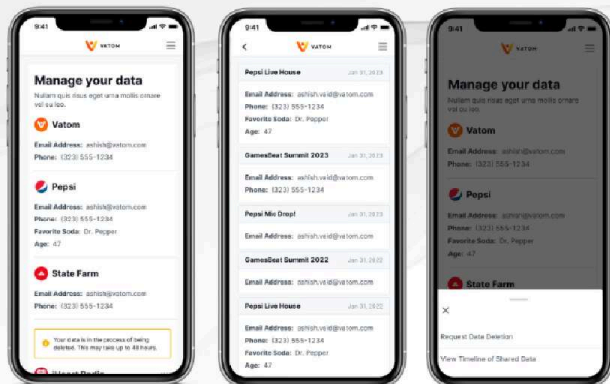 9:41
VATOM
Manage your data
Nullam quis risus eget urna mollis ornare
vel eu leo.
Vatom
Email Address: ashish@vatom.com
Phone: (323) 555-1234
Pepsi
Email Address: ashish@vatom.com
Phone: (323) 555-1234
Favorite Soda: Dr. Pepper
Age: 47
State Farm
Email Address: ashish@vatom.com
Phone: (323) 555-1234
Your data is in the process of being
deleted. This may take up to 48 hours.
iHeart Radio
9:41
VATOM
Pepsi Live House Jan 31, 2023
Email Address: ashish.vaid@vatom.com
Phone: (323) 555-1234
Favorite Soda: Dr. Pepper
Age: 47
GamesBeat Summit 2023 Jan 31, 2023
Email Address: ashish.vaid@vatom.com
Phone: (323) 555-1234
Pepsi Mic Drop! Jan 31, 2023
Email Address: ashish.vaid@vatom.com
GamesBeat Summit 2022 Jan 31, 2022
Email Address: ashish.vaid@vatom.com
Pepsi Live House Jan 31, 2022
Email Address: ashish.vaid@vatom.com
Phone: (323) 555-1234
Favorite Soda: Dr. Pepper
Age: 47
9:41
VATOM
Manage your data
Nullam quis risus eget urna mollis ornare
vel eu leo.
Vatom
Email Address: ashish@vatom.com
Phone: (323) 555-1234
Pepsi
Email Address: ashish@vatom.com
Phone: (323) 555-1234
Favorite Soda: Dr. Pepper
Age: 47
State Farm
Request Data Deletion
View Timeline of Shared Data